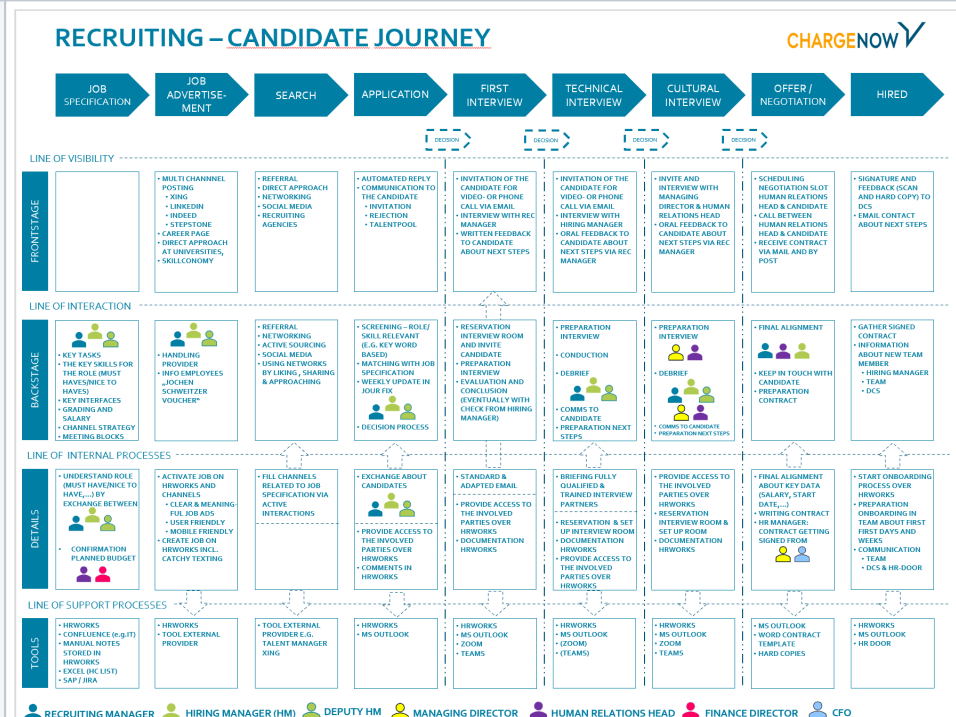 RECRUITING – CANDIDATE JOURNEY
CHARGENOW
JOB
SPECIFICATION
JOB
ADVERTISE-
MENT
SEARCH
APPLICATION
FIRST
INTERVIEW
TECHNICAL
INTERVIEW
CULTURAL
INTERVIEW
OFFER /
NEGOTIATION
HIRED
DECISION
DECISION
DECISION
DECISION
LINE OF VISIBILITY
FRONTSTAGE
• MULTI CHANNNEL
POSTING
• XING
• LINKEDIN
• INDEED
• STEPSTONE
• CAREER PAGE
• DIRECT APPROACH
AT UNIVERSITIES,
• SKILLCONOMY
• REFERRAL
• DIRECT APPROACH
• NETWORKING
• SOCIAL MEDIA
• RECRUITING
AGENCIES
• AUTOMATED REPLY
• COMMUNICATION TO
THE CANDIDATE
• INVITATION
• REJECTION
• TALENTPOOL
• INVITATION OF THE
CANDIDATE FOR
VIDEO- OR PHONE
CALL VIA EMAIL
• INTERVIEW WITH REC
MANAGER
• WRITTEN FEEDBACK
TO CANDIDATE
ABOUT NEXT STEPS
• INVITATION OF THE
CANDIDATE FOR
VIDEO- OR PHONE
CALL VIA EMAIL
• INTERVIEW WITH
HIRING MANAGER
• ORAL FEEDBACK TO
CANDIDATE ABOUT
NEXT STEPS VIA REC
MANAGER
• INVITE AND
INTERVIEW WITH
MANAGING
DIRECTOR & HUMAN
RELATIONS HEAD
• ORAL FEEDBACK TO
CANDIDATE ABOUT
NEXT STEPS VIA REC
MANAGER
• SCHEDULING
NEGOTIATION SLOT
HUMAN RLEATIONS
HEAD & CANDIDATE
• CALL BETWEEN
HUMAN RELATIONS
HEAD & CANDIDATE
• RECEIVE CONTRACT
VIA MAIL AND BY
POST
• SIGNATURE AND
FEEDBACK (SCAN
AND HARD COPY) TO
DCS
• EMAIL CONTACT
ABOUT NEXT STEPS
LINE OF INTERACTION
BACKSTAGE
• KEY TASKS
• THE KEY SKILLS FOR
THE ROLE (MUST
HAVES/NICE TO
HAVES)
• KEY INTERFACES
• GRADING AND
SALARY
• CHANNEL STRATEGY
• MEETING BLOCKS
• HANDLING
PROVIDER
• INFO EMPLOYEES
„JOCHEN
SCHWEITZER
VOUCHER“
• REFERRAL
• NETWORKING
• ACTIVE SOURCING
• SOCIAL MEDIA
• USING NETWORKS
BY LIKING , SHARING
& APPROACHING
• SCREENING – ROLE/
SKILL RELEVANT
(E.G. KEY WORD
BASED)
• MATCHING WITH JOB
SPECIFICATION
• WEEKLY UPDATE IN
JOUR FIX
• DECISION PROCESS
• RESERVATION
INTERVIEW ROOM
AND INVITE
CANDIDATE
• PREPARATION
INTERVIEW
• EVALUATION AND
CONCLUSION
(EVENTUALLY WITH
CHECK FROM HIRING
MANAGER)
• PREPARATION
INTERVIEW
• CONDUCTION
• DEBRIEF
• COMMS TO
CANDIDATE
• PREPARATION NEXT
STEPS
• PREPARATION
INTERVIEW
• DEBRIEF
• COMMS TO CANDIDATE
• PREPARATION NEXT STEPS
• FINAL ALIGNMENT
• KEEP IN TOUCH WITH
CANDIDATE
• PREPARATION
CONTRACT
• GATHER SIGNED
CONTRACT
• INFORMATION
ABOUT NEW TEAM
MEMBER
• HIRING MANAGER
• TEAM
• DCS
LINE OF INTERNAL PROCESSES
DETAILS
• UNDERSTAND ROLE
(MUST HAVE/NICE TO
HAVE,...) BY
EXCHANGE BETWEEN
• CONFIRMATION
PLANNED BUDGET
• ACTIVATE JOB ON
HRWORKS AND
CHANNELS
• CLEAR & MEANING-
FUL JOB ADS
• USER FRIENDLY
• MOBILE FRIENDLY
• CREATE JOB ON
HRWORKS INCL.
CATCHY TEXTING
• FILL CHANNELS
RELATED TO JOB
SPECIFICATION VIA
ACTIVE
INTERACTIONS
• EXCHANGE ABOUT
CANDIDATES
• PROVIDE ACCESS TO
THE INVOLVED
PARTIES OVER
HRWORKS
• COMMENTS IN
HRWORKS
• STANDARD &
ADAPTED EMAIL
• PROVIDE ACCESS TO
THE INVOLVED
PARTIES OVER
HRWORKS
• DOCUMENTATION
HRWORKS
• BRIEFING FULLY
QUALIFIED &
TRAINED INTERVIEW
PARTNERS
• RESERVATION & SET
UP INTERVIEW ROOM
• DOCUMENTATION
HRWORKS
• PROVIDE ACCESS TO
THE INVOLVED
PARTIES OVER
HRWORKS
• PROVIDE ACCESS TO
THE INVOLVED
PARTIES OVER
HRWORKS
• RESERVATION
INTERVIEW ROOM &
SET UP ROOM
• DOCUMENTATION
HRWORKS
• FINAL ALIGNMENT
ABOUT KEY DATA
(SALARY, START
DATE,...)
• WRITING CONTRACT
• HR MANAGER:
CONTRACT GETTING
SIGNED FROM
• START ONBOARDING
PROCESS OVER
HRWORKS
• PREPARATION
ONBOARDING IN
TEAM ABOUT FIRST
FIRST DAYS AND
WEEKS
• COMMUNICATION
• TEAM
• DCS & HR-DOOR
LINE OF SUPPORT PROCESSES
TOOLS
• HRWORKS
• CONFLUENCE (e.g.IT)
• MANUAL NOTES
STORED IN
HRWORKS
• EXCEL (HC LIST)
• SAP / JIRA
• HRWORKS
• TOOL EXTERNAL
PROVIDER
• TOOL EXTERNAL
PROVIDER E.G.
TALENT MANAGER
XING
• HRWORKS
• MS OUTLOOK
• HRWORKS
• MS OUTLOOK
• ZOOM
• TEAMS
• HRWORKS
• MS OUTLOOK
• (ZOOM)
• (TEAMS)
• HRWORKS
• MS OUTLOOK
• ZOOM
• TEAMS
• MS OUTLOOK
• WORD CONTRACT
TEMPLATE
• HARD COPIES
• HRWORKS
• MS OUTLOOK
• HR DOOR
RECRUITING MANAGER
HIRING MANAGER (HM)
DEPUTY HM
MANAGING DIRECTOR
HUMAN RELATIONS HEAD
FINANCE DIRECTOR
CFO